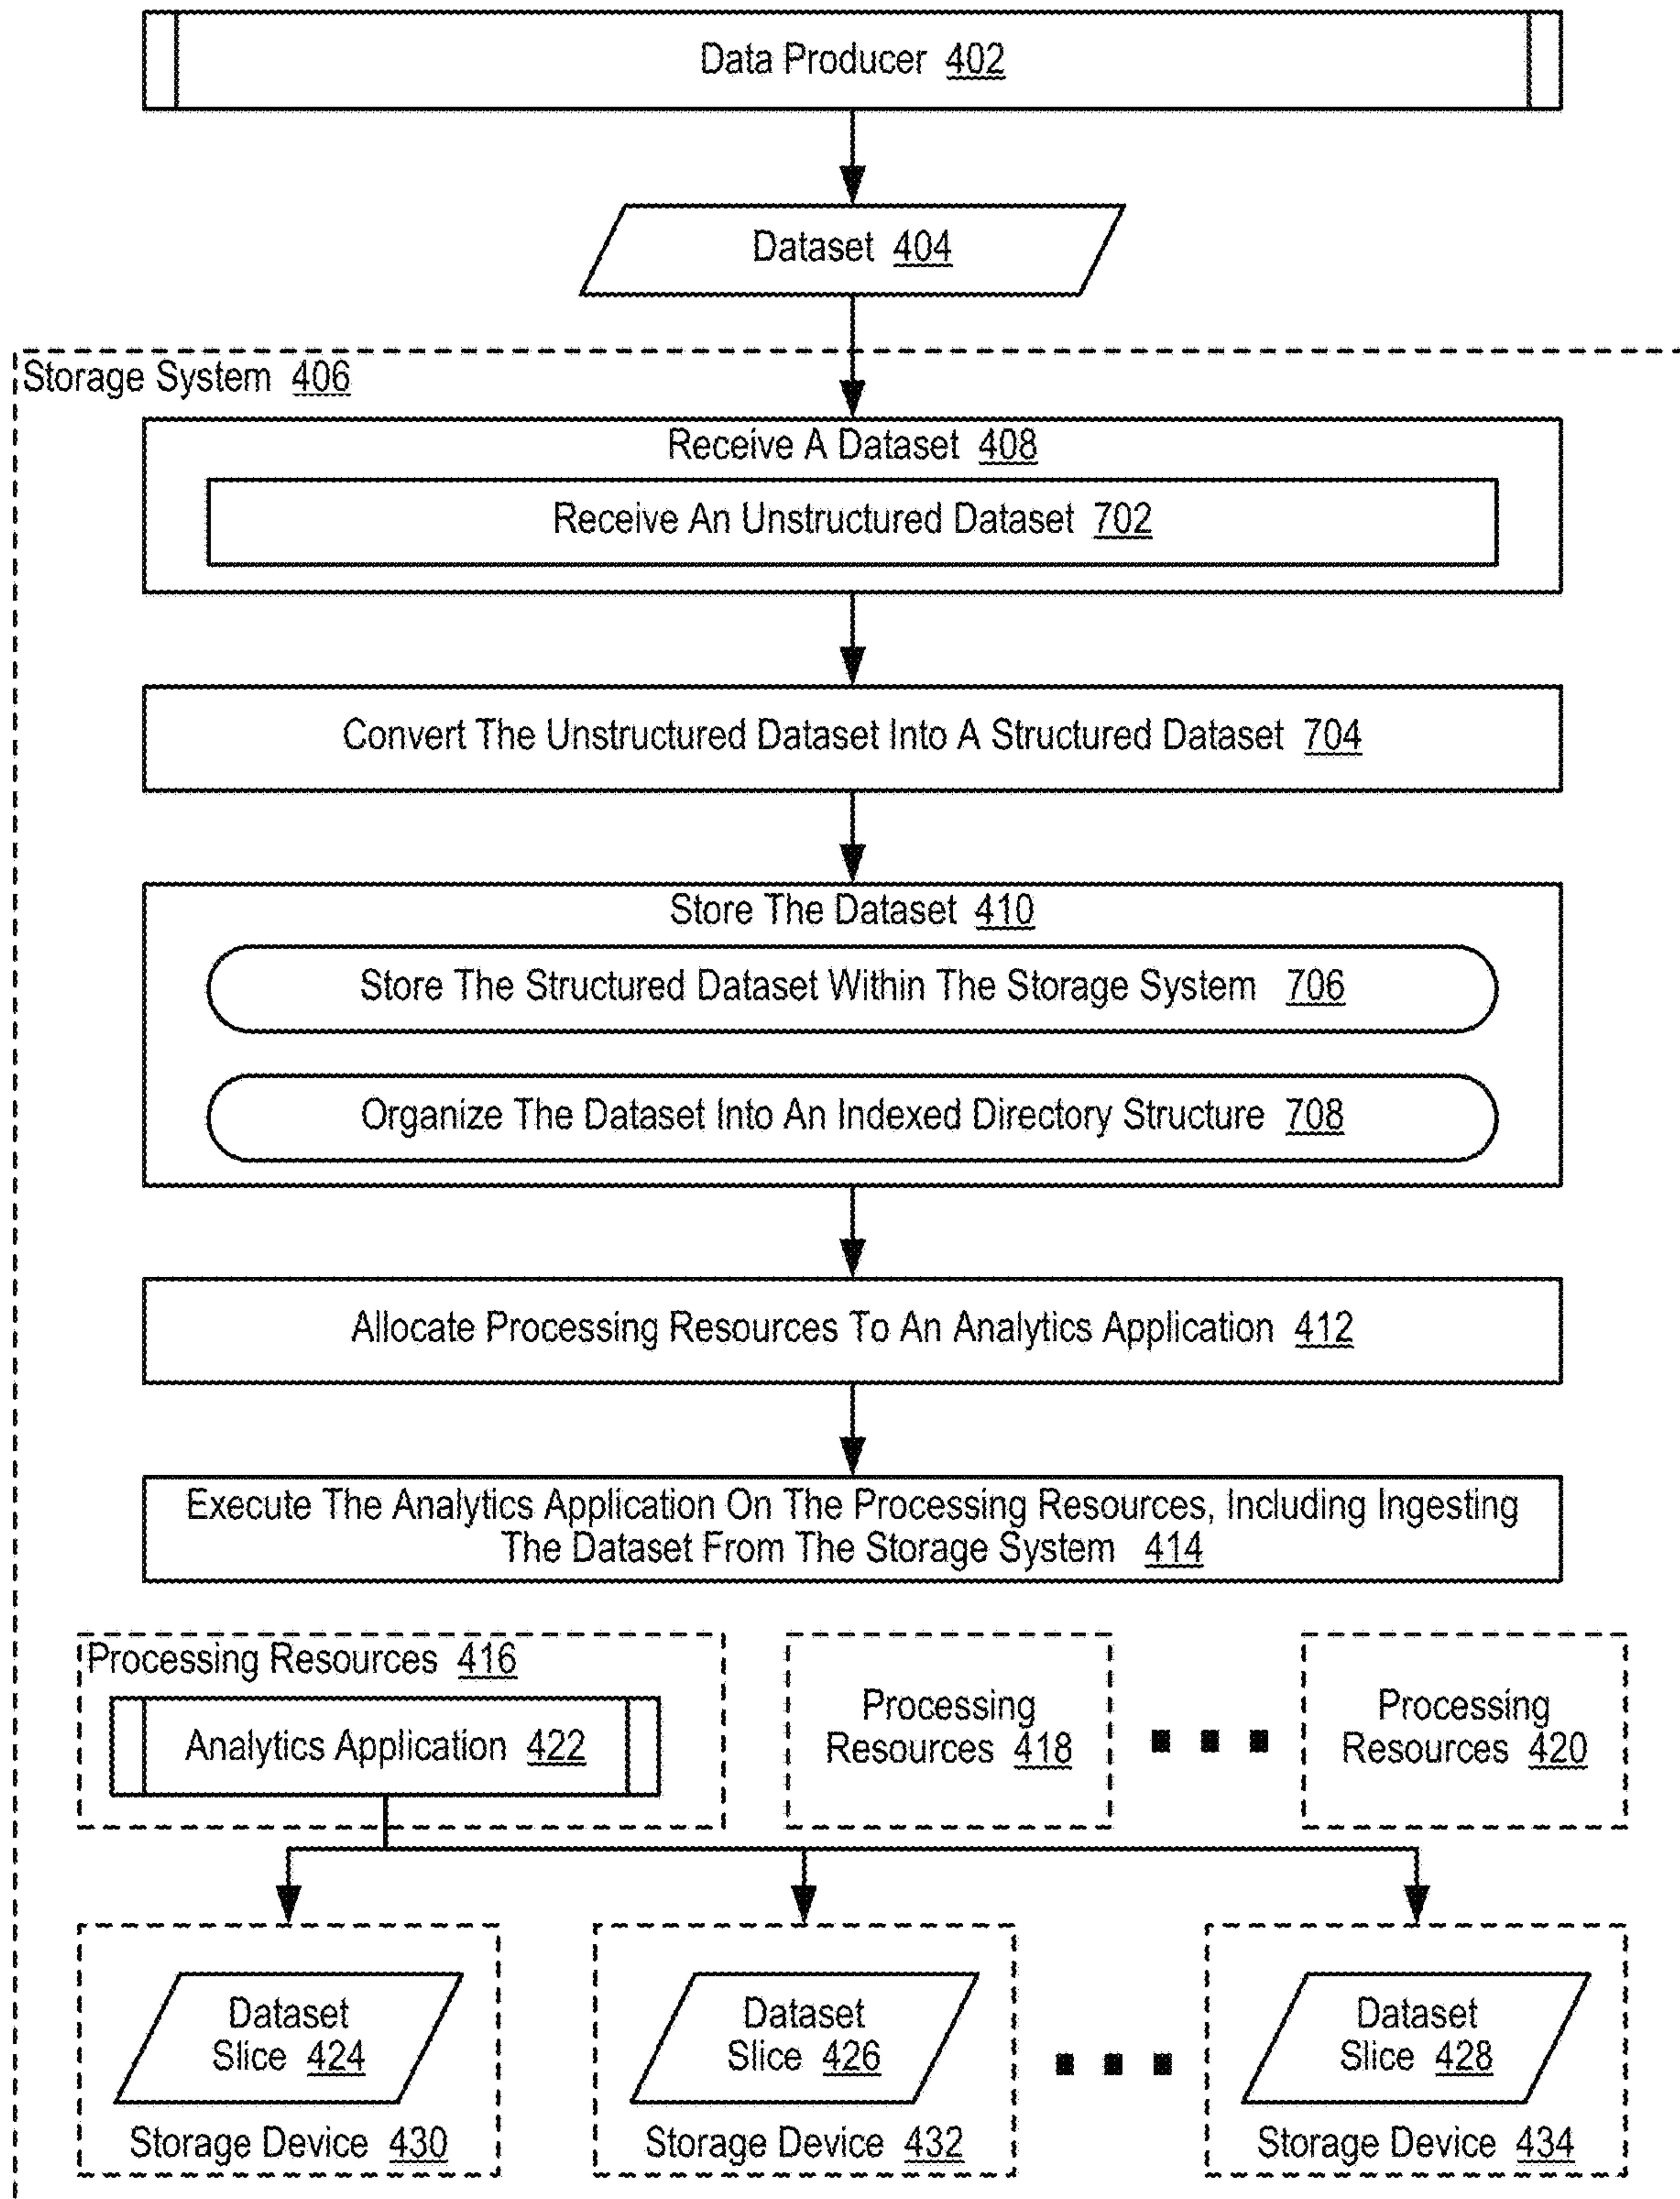 Data Producer 402
Dataset 404
Storage System 406
Receive A Dataset 408
Receive An Unstructured Dataset 702
Convert The Unstructured Dataset Into A Structured Dataset 704
Store The Dataset 410
Store The Structured Dataset Within The Storage System 706
Organize The Dataset Into An Indexed Directory Structure 708
Allocate Processing Resources To An Analytics Application 412
Execute The Analytics Application On The Processing Resources, Including Ingesting
The Dataset From The Storage System 414
Processing Resources 416
Analytics Application 422
Processing
Resources 418
Processing
Resources 420
Dataset
Slice 424
Storage Device 430
Dataset
Slice 426
Storage Device 432
Dataset
Slice 428
Storage Device 434